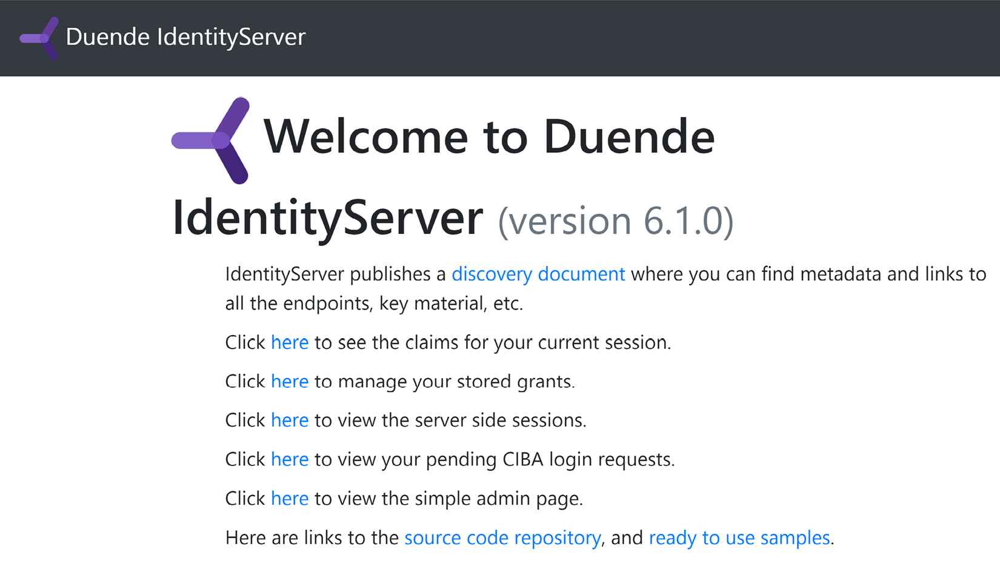 Duende IdentityServer
Welcome to Duende
IdentityServer (version 6.1.0)
IdentityServer publishes a discovery document where you can find metadata and links to
all the endpoints, key material, etc.
Click here to see the claims for your current session.
Click here to manage your stored grants.
Click here to view the server side sessions.
Click here to view your pending CIBA login requests.
Click here to view the simple admin page.
Here are links to the source code repository, and ready to use samples.